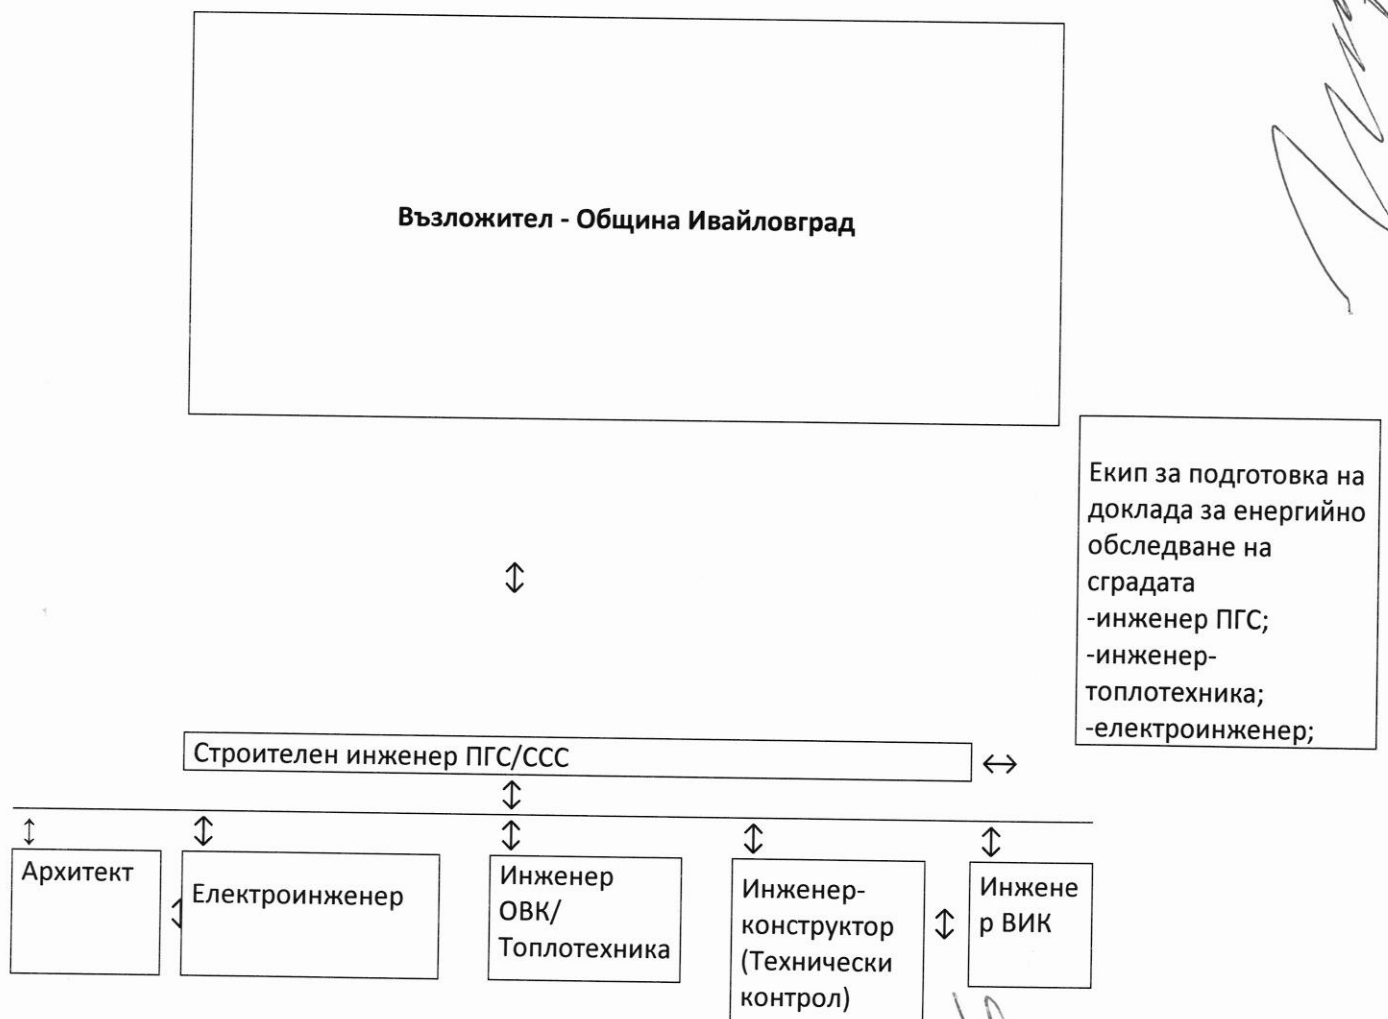 Възложител - Община Ивайловград
Екип за подготовка на
доклада за енергийно
обследване на
сградата
-инженер ПГС;
-инженер-
топлотехника;
-електроинженер;
Строителен инженер ПГС/ССС
Архитект
Електроинженер
Инженер
ОВК/
Топлотехника
Инженер-
конструктор
(Технически
контрол)
Инжене
р ВИК